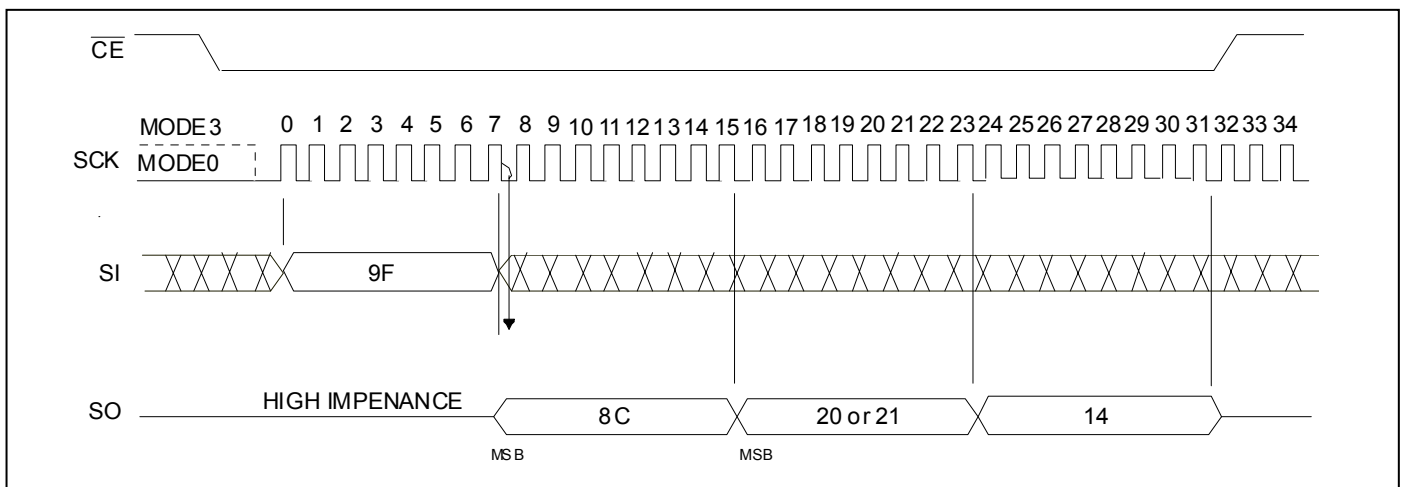 CE
MODE3 0 1 2 3 4 5 6 7 8 9 10 11 12 13 14 15 16 17 18 19 20 21 22 23 24 25 26 27 28 29 30 31 32 33 34
SCK MODE0
SI 9F
SO HIGH IMPENANCE 8C 20 or 21 14
MSB MSB